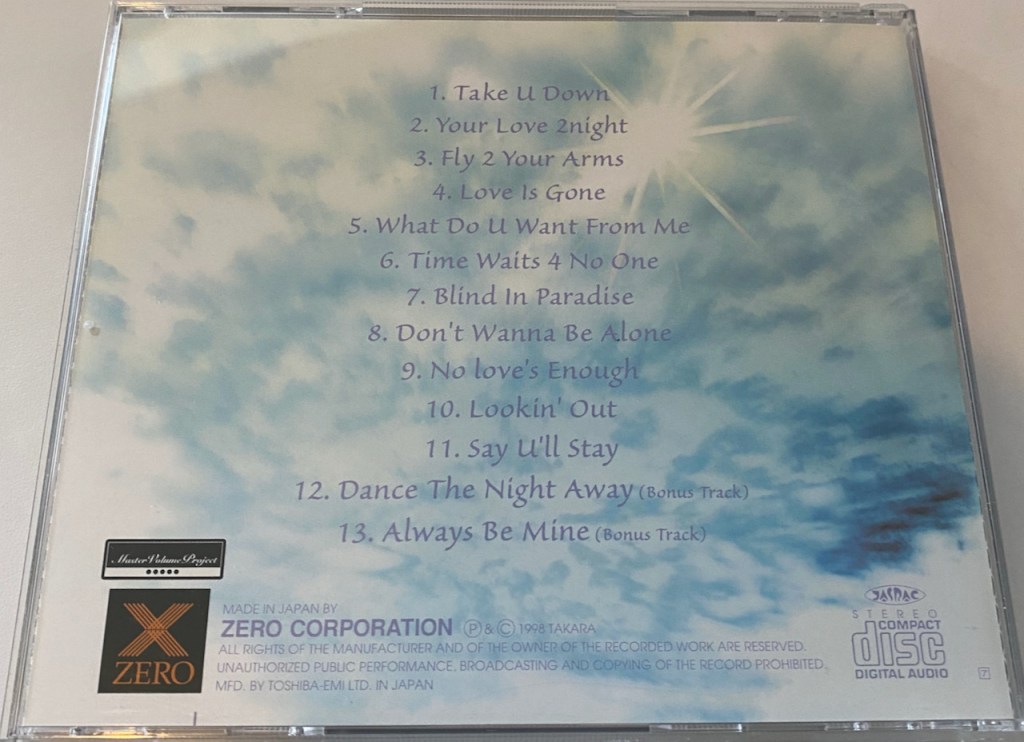 1. Take U Down
2. Your Love 2night
3. Fly 2 Your Arms
4. Love Is Gone
5. What Do U Want From Me
6. Time Waits 4 No One
7. Blind In Paradise
8. Don't Wanna Be Alone
9. No love's Enough
10. Lookin' Out
11. Say U'll Stay
12. Dance The Night Away (Bonus Track)
13. Always Be Mine (Bonus Track)
Master Volume Project
ZERO
MADE IN JAPAN BY
ZERO CORPORATION Ⓟ & Ⓒ 1998 TAKARA
ALL RIGHTS OF THE MANUFACTURER AND OF THE OWNER OF THE RECORDED WORK ARE RESERVED.
UNAUTHORIZED PUBLIC PERFORMANCE, BROADCASTING AND COPYING OF THE RECORD PROHIBITED.
MFD. BY TOSHIBA-EMI LTD. IN JAPAN
JASRAC
STEREO
COMPACT
disc
DIGITAL AUDIO